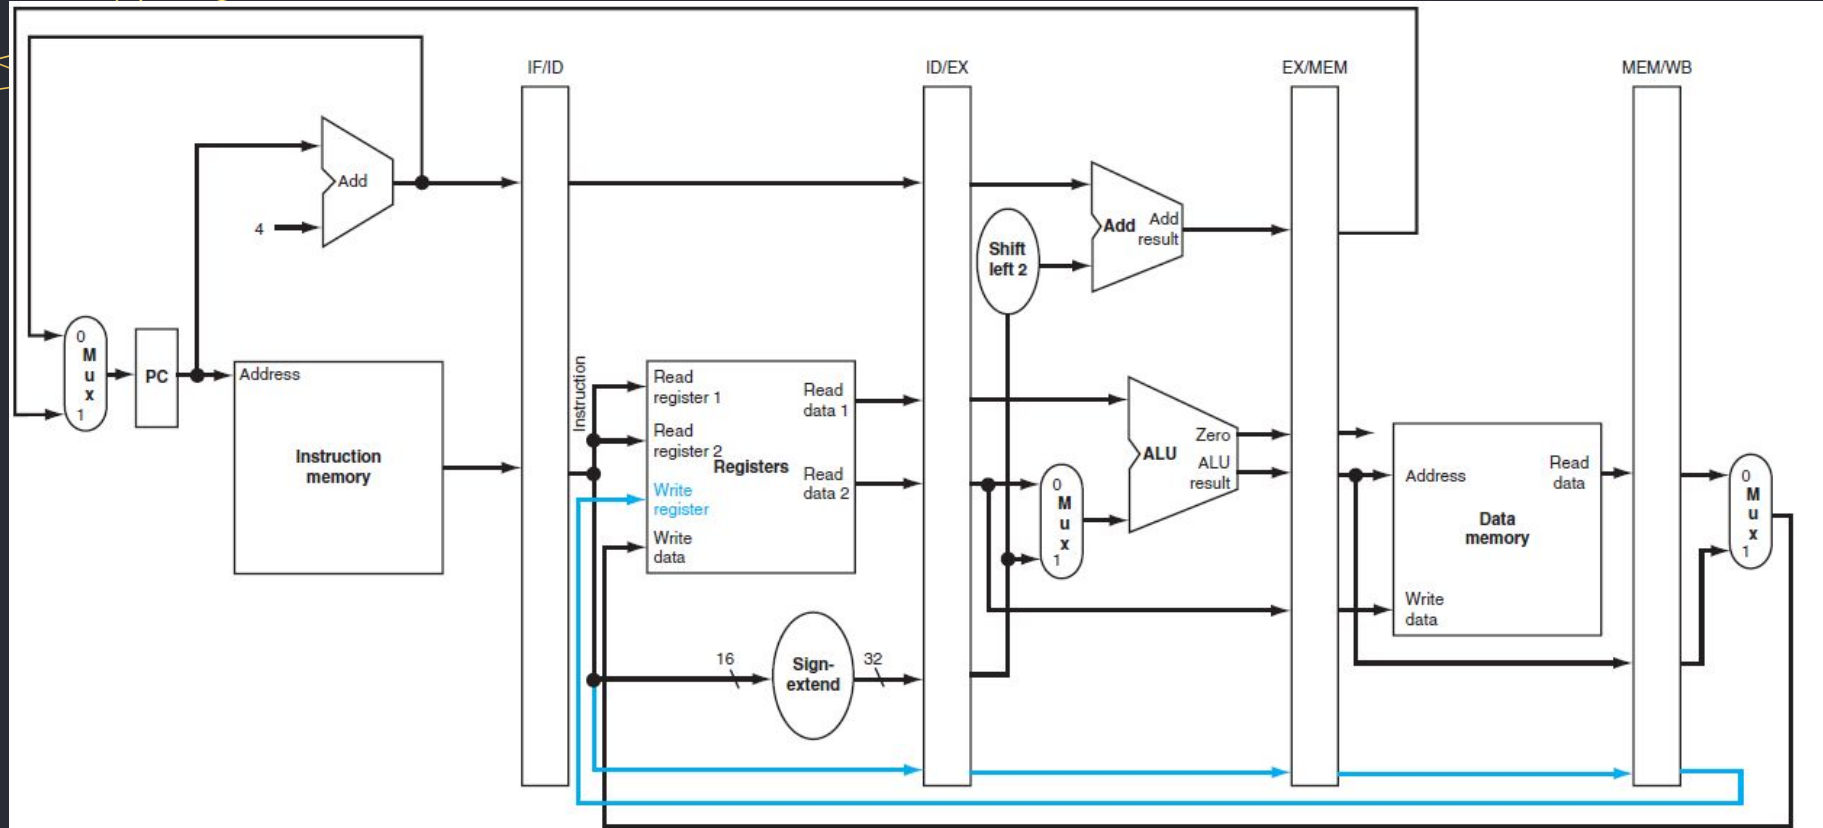 IF/ID
ID/EX
EX/MEM
MEM/WB
Add
4
Shift
left 2
Add
Add
result
0
M
u
x
1
PC
Address
Instruction
memory
Instruction
Read
register 1
Read
register 2
Registers
Write
register
Write
data
Read
data 1
Read
data 2
16
Sign-
extend
32
0
M
u
x
1
ALU
Zero
ALU
result
Address
Read
data
Data
memory
Write
data
0
M
u
x
1